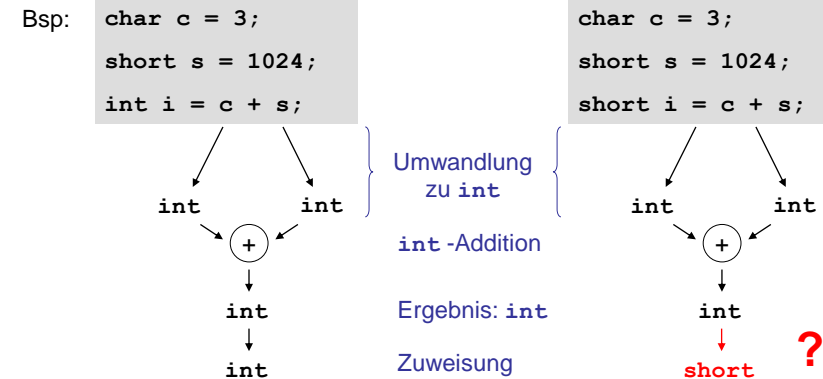 Bsp: char c = 3; char c = 3;
short s = 1024; short s = 1024;
int i = c + s; short i = c + s;
Umwandlung
int int zu int int int
+ int -Addition +
int Ergebnis: int int
int Zuweisung short ?